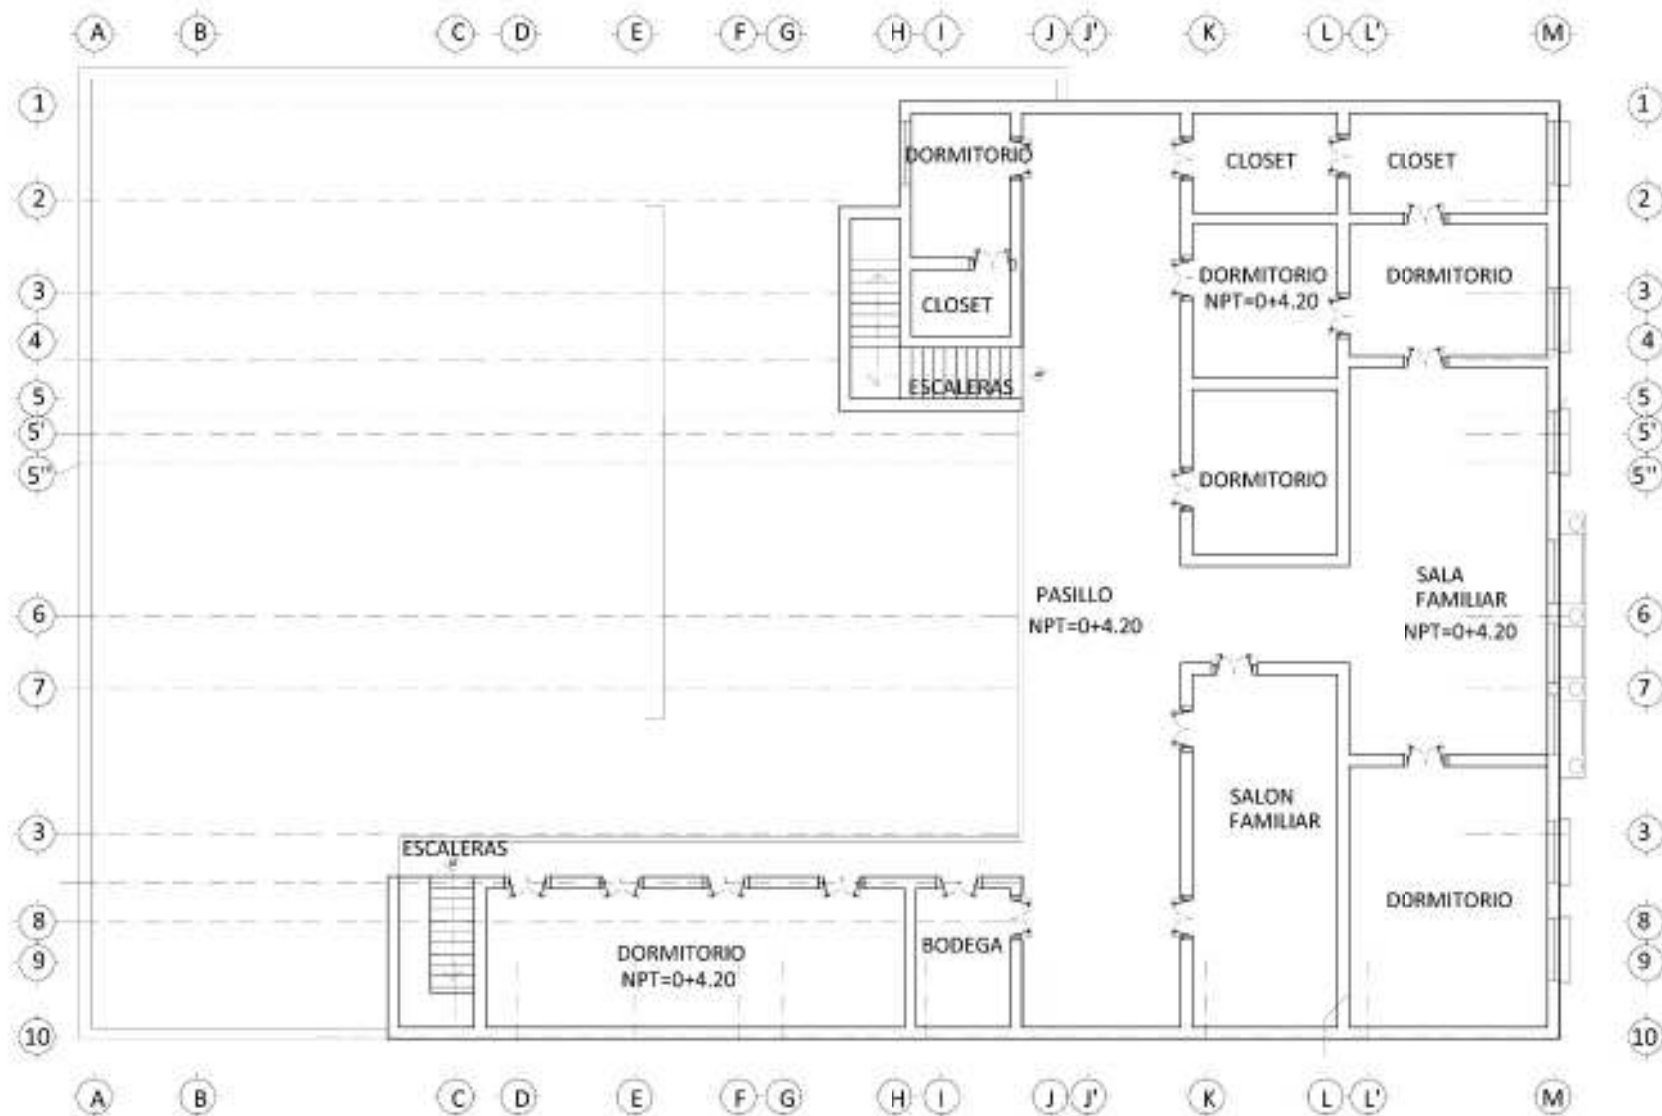 A B C D E F G H I J J' K L L' M
1 1
DORMITORIO CLOSET CLOSET
2 2
DORMITORIO DORMITORIO
3 3
CLOSET NPT=0+4.20
4 4
ESCALERAS
5 5
5' 5'
5'' 5''
DORMITORIO
PASILLO
NPT=0+4.20
SALA
FAMILIAR
NPT=0+4.20
6 6
7 7
SALON
FAMILIAR
3 3
ESCALERAS
DORMITORIO
8 8
BODEGA
DORMITORIO
NPT=0+4.20
9 9
10 10
A B C D E F G H I J J' K L L' M